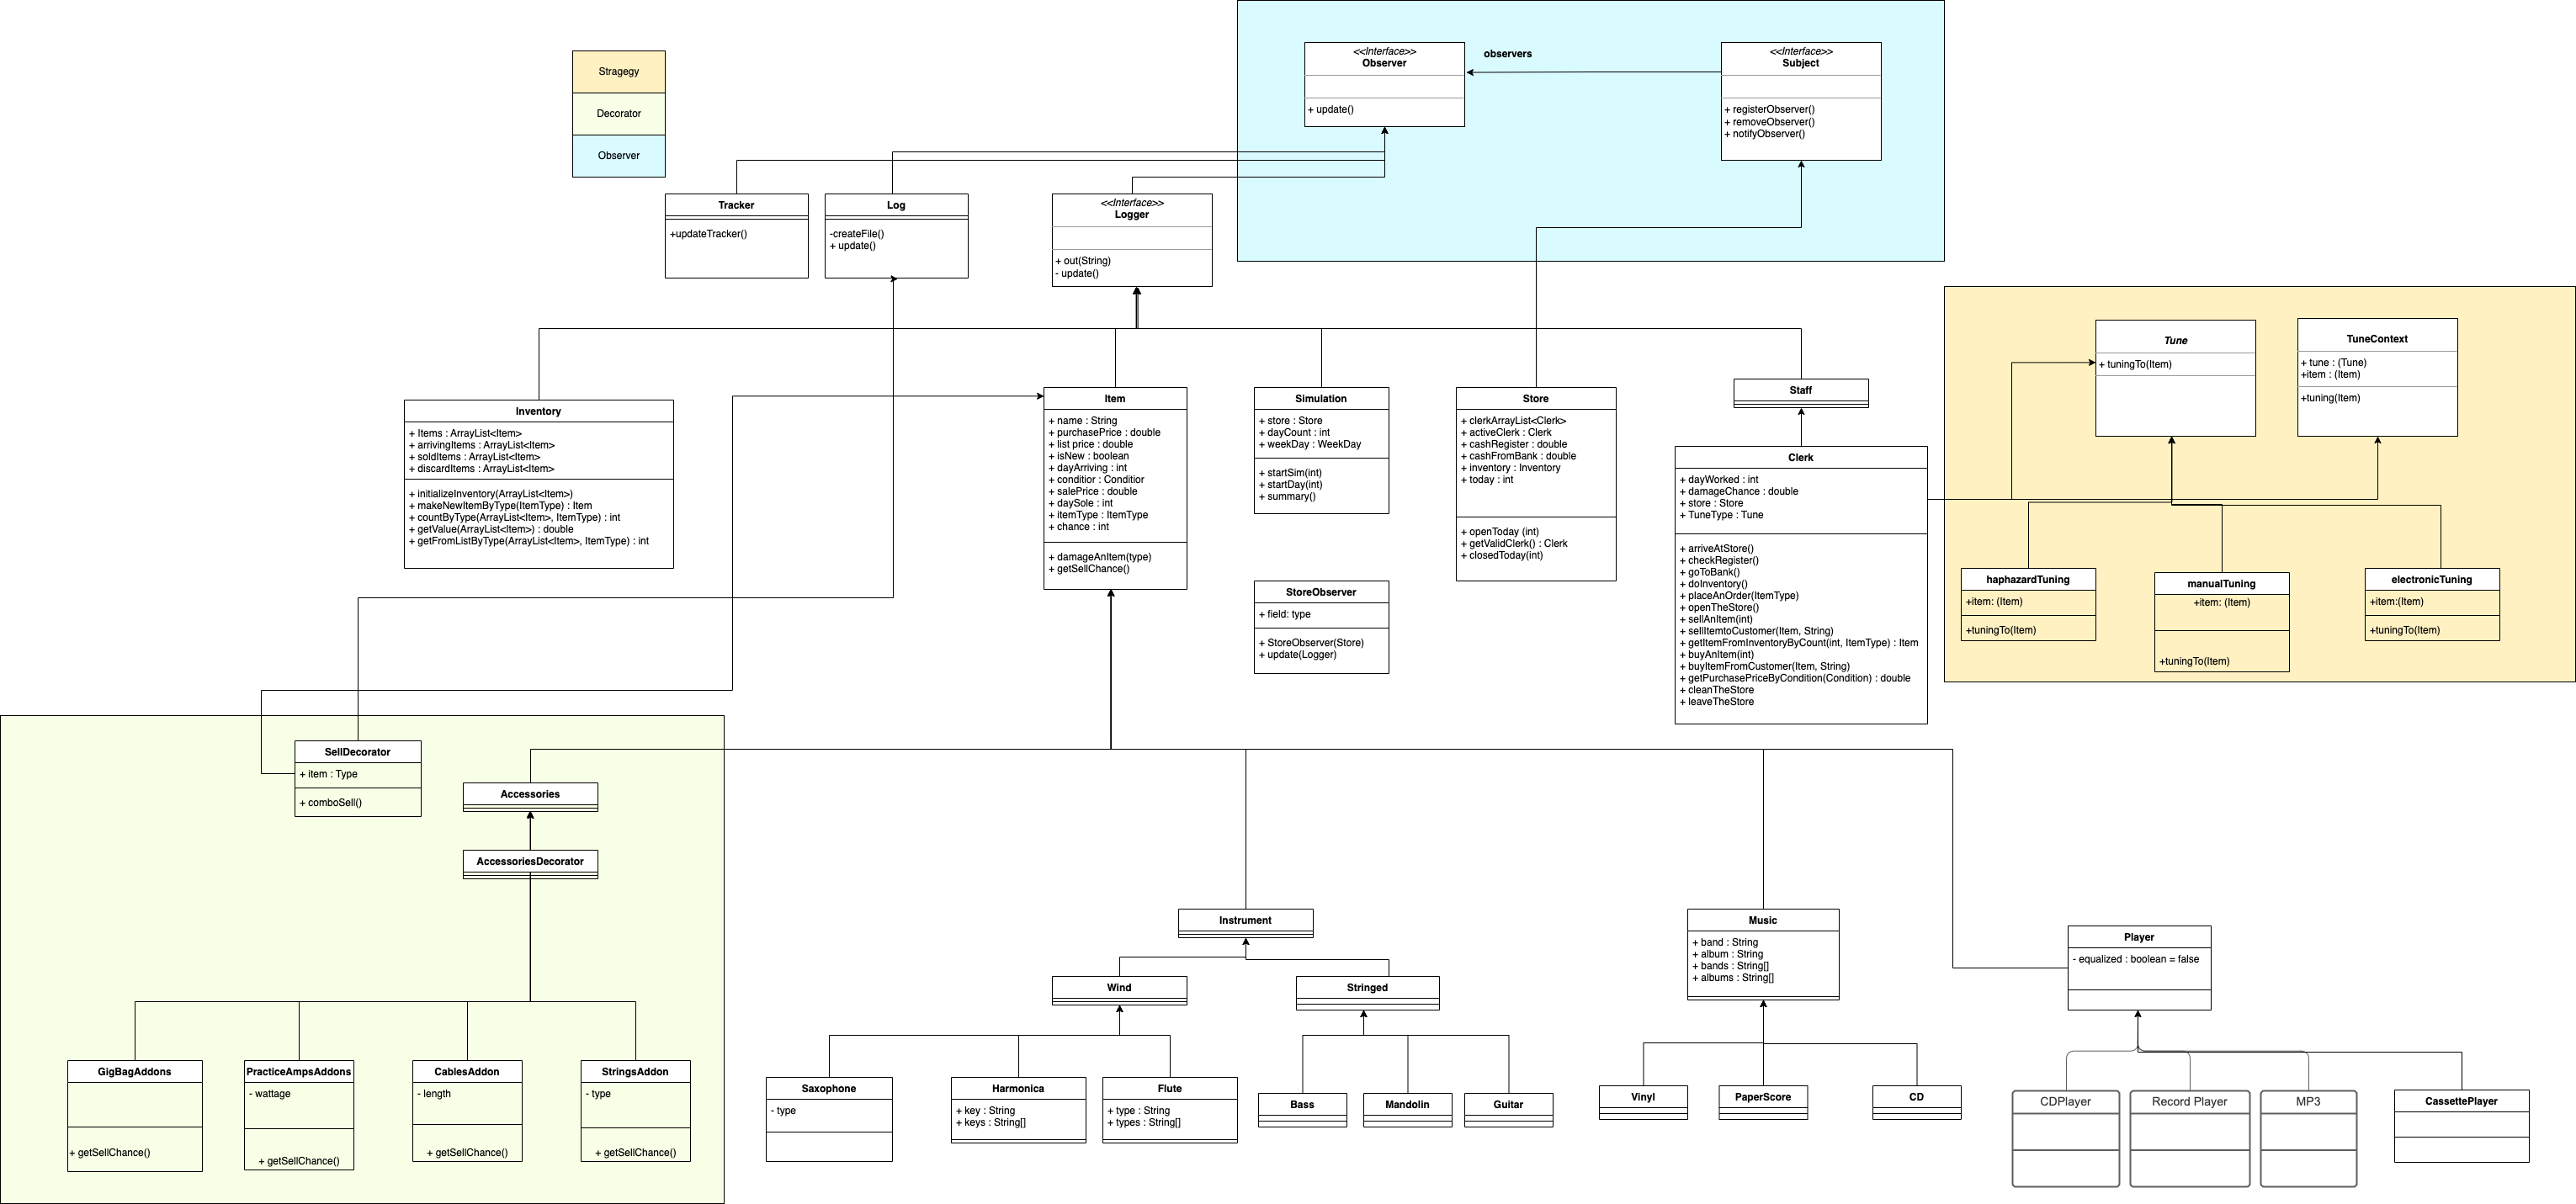 Stragegy
Decorator
Observer
<<Interface>>
Observer
+ update()
observers
<<Interface>>
Subject
+ registerObserver()
+ removeObserver()
+ notifyObserver()
Tracker
+updateTracker()
Log
-createFile()
+ update()
<<Interface>>
Logger
+ out(String)
- update()
Inventory
+ Items : ArrayList<Item>
+ arrivingItems : ArrayList<Item>
+ soldItems : ArrayList<Item>
+ discardItems : ArrayList<Item>
+ initializeInventory(ArrayList<Item>)
+ makeNewItemByType(ItemType) : Item
+ countByType(ArrayList<Item>, ItemType) : int
+ getValue(ArrayList<Item>) : double
+ getFromListByType(ArrayList<Item>, ItemType) : int
Item
+ name : String
+ purchasePrice : double
+ list price : double
+ isNew : boolean
+ dayArriving : int
+ conditior : Conditior
+ salePrice : double
+ daySole : int
+ itemType : ItemType
+ chance : int
+ damageAnItem(type)
+ getSellChance()
Simulation
+ store : Store
+ dayCount : int
+ weekDay : WeekDay
+ startSim(int)
+ startDay(int)
+ summary()
Store
+ clerkArrayList<Clerk>
+ activeClerk : Clerk
+ cashRegister : double
+ cashFromBank : double
+ inventory : Inventory
+ today : int
+ openToday (int)
+ getValidClerk() : Clerk
+ closedToday(int)
StoreObserver
+ field: type
+ StoreObserver(Store)
+ update(Logger)
Staff
Clerk
+ dayWorked : int
+ damageChance : double
+ store : Store
+ TuneType : Tune
+ arriveAtStore()
+ checkRegister()
+ goToBank()
+ doInventory()
+ placeAnOrder(ItemType)
+ openTheStore()
+ sellAnItem(int)
+ sellItemtoCustomer(Item, String)
+ getItemFromInventoryByCount(int, ItemType) : Item
+ buyAnItem(int)
+ buyItemFromCustomer(Item, String)
+ getPurchasePriceByCondition(Condition) : double
+ cleanTheStore
+ leaveTheStore
Tune
+ tuningTo(Item)
TuneContext
+ tune : (Tune)
+item : (Item)
+tuning(Item)
haphazardTuning
+item: (Item)
+tuningTo(Item)
manualTuning
+item: (Item)
+tuningTo(Item)
electronicTuning
+item:(Item)
+tuningTo(Item)
SellDecorator
+ item : Type
+ comboSell()
Accessories
AccessoriesDecorator
GigBagAddons
+ getSellChance()
PracticeAmpsAddons
- wattage
+ getSellChance()
CablesAddon
- length
+ getSellChance()
StringsAddon
- type
+ getSellChance()
Instrument
Wind
Stringed
Saxophone
- type
Harmonica
+ key : String
+ keys : String[]
Flute
+ type : String
+ types : String[]
Bass
Mandolin
Guitar
Music
+ band : String
+ album : String
+ bands : String[]
+ albums : String[]
Vinyl
PaperScore
CD
Player
- equalized : boolean = false
CDPlayer
Record Player
MP3
CassettePlayer